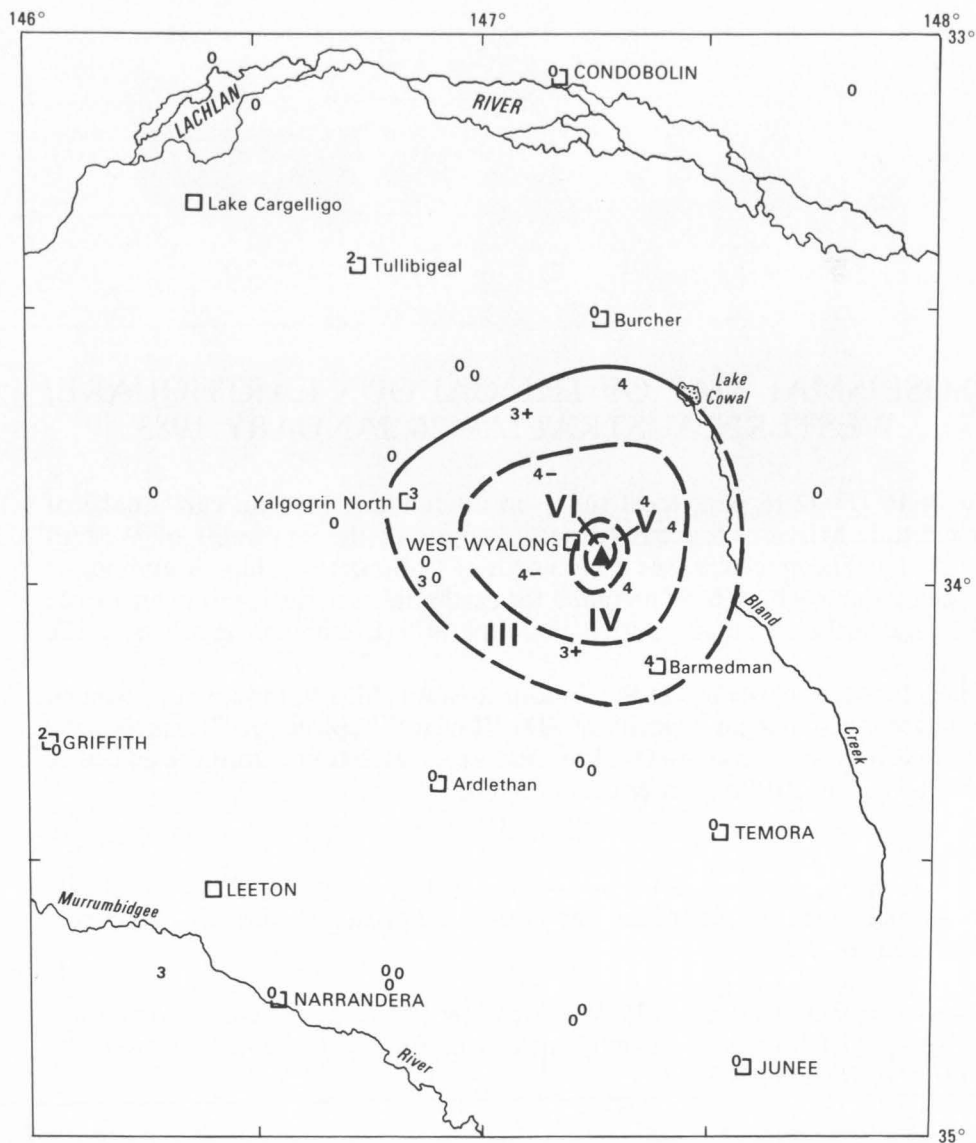 146°
147°
148°
33°
0
0 CONDOBOLIN
0
LACHLAN
0
RIVER
Lake Cargelligo
2 Tullibigeal
0 Burcher
0
0
4
Lake
Cowal
3+
0
4–
Yalgogrin North 3
0
0
0
4
VI
V
4
WEST WYALONG
0
3 0
4–
4
34°
III
IV
3+
Bland
4 Barmedman
2
0 GRIFFITH
0 0
0 Ardlethan
Creek
0 TEMORA
LEETON
Murrumbidgee
3
0 0
0
0 NARRANDERA
0 0
River
0 JUNEE
35°